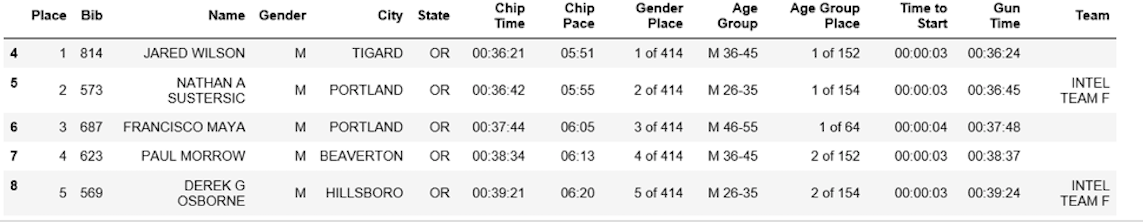 Place Bib Name Gender City State Chip Time Chip Pace Gender Place Age Group Age Group Place Time to Start Gun Time Team
4 1 814 JARED WILSON M TIGARD OR 00:36:21 05:51 1 of 414 M 36-45 1 of 152 00:00:03 00:36:24
5 2 573 NATHAN A SUSTERSIC M PORTLAND OR 00:36:42 05:55 2 of 414 M 26-35 1 of 154 00:00:03 00:36:45 INTEL TEAM F
6 3 687 FRANCISCO MAYA M PORTLAND OR 00:37:44 06:05 3 of 414 M 46-55 1 of 64 00:00:04 00:37:48
7 4 623 PAUL MORROW M BEAVERTON OR 00:38:34 06:13 4 of 414 M 36-45 2 of 152 00:00:03 00:38:37
8 5 569 DEREK G OSBORNE M HILLSBORO OR 00:39:21 06:20 5 of 414 M 26-35 2 of 154 00:00:03 00:39:24 INTEL TEAM F